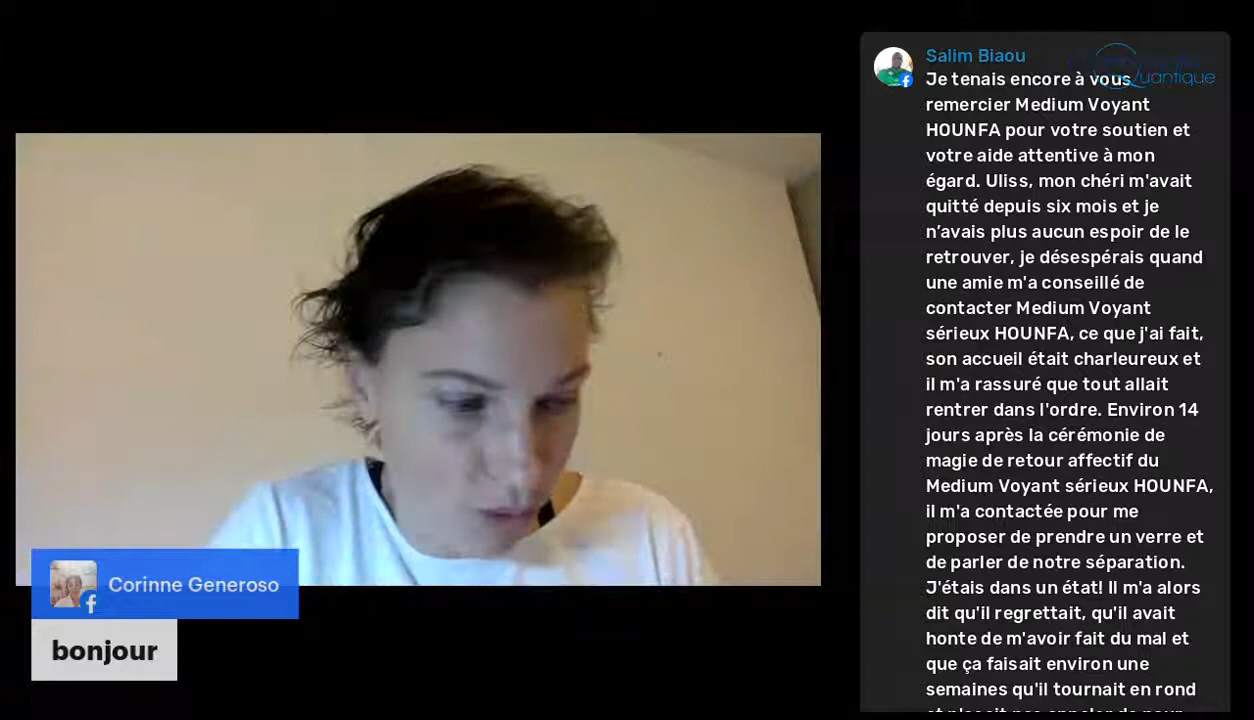 Salim Biaou
Je tenais encore à vous
remercier Medium Voyant
HOUNFA pour votre soutien et
votre aide attentive à mon
égard. Uliss, mon chéri m'avait
quitté depuis six mois et je
n’avais plus aucun espoir de le
retrouver, je désespérais quand
une amie m'a conseillé de
contacter Medium Voyant
sérieux HOUNFA, ce que j'ai fait,
son accueil était charleureux et
il m'a rassuré que tout allait
rentrer dans l'ordre. Environ 14
jours après la cérémonie de
magie de retour affectif du
Medium Voyant sérieux HOUNFA,
il m'a contactée pour me
proposer de prendre un verre et
de parler de notre séparation.
J'étais dans un état! Il m'a alors
dit qu'il regrettait, qu'il avait
honte de m'avoir fait du mal et
que ça faisait environ une
semaines qu'il tournait en rond
Quantique
Corinne Generoso
bonjour